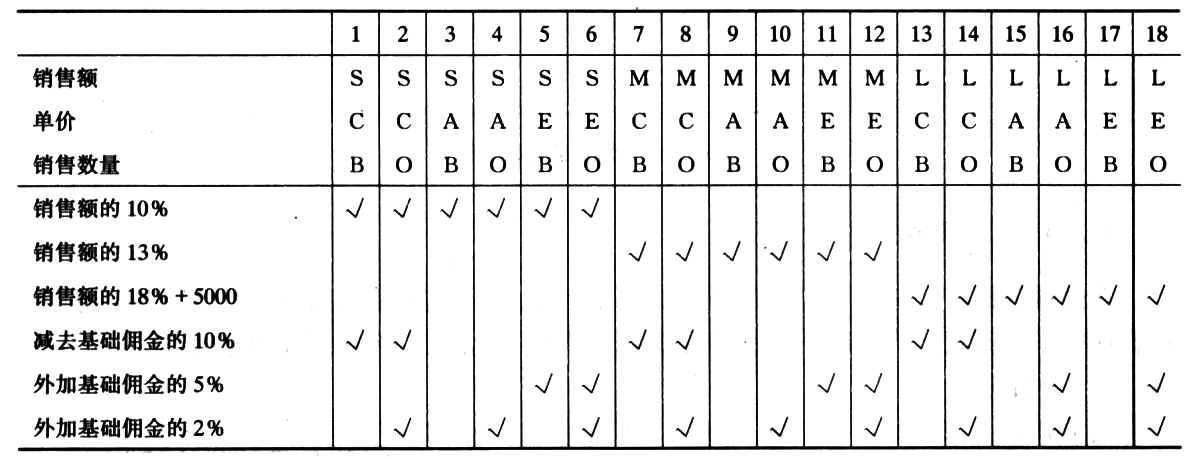 1 2 3 4 5 6 7 8 9 10 11 12 13 14 15 16 17 18
销售额 S S S S S S M M M M M M L L L L L L
单价 C C A A E E C C A A E E C C A A E E
销售数量 B O B O B O B O B O B O B O B O B O
销售额的 10% √ √ √ √ √ √
销售额的 13% √ √ √ √ √ √
销售额的 18% + 5000 √ √ √ √ √ √
减去基础佣金的 10% √ √ √ √ √ √
外加基础佣金的 5% √ √ √ √ √ √
外加基础佣金的 2% √ √ √ √ √ √ √ √ √